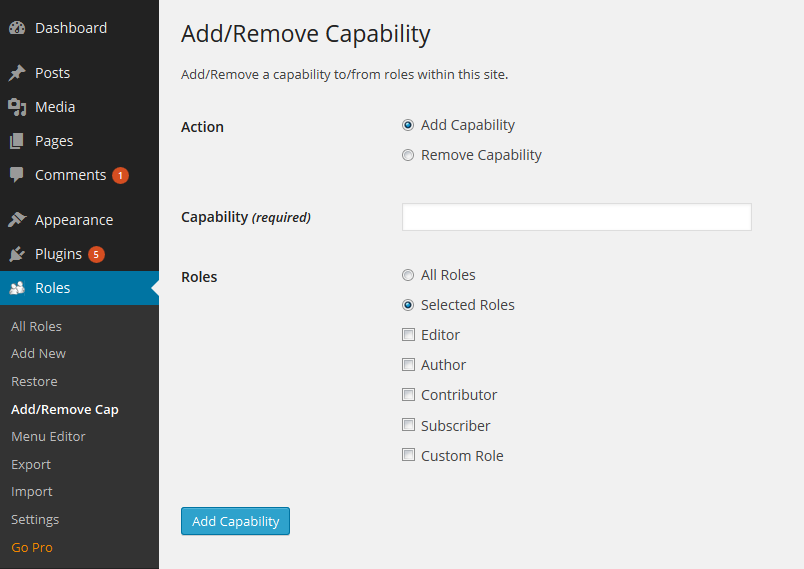 Dashboard
Posts
Media
Pages
Comments 1
Appearance
Plugins 5
Roles
All Roles
Add New
Restore
Add/Remove Cap
Menu Editor
Export
Import
Settings
Go Pro
Add/Remove Capability
Add/Remove a capability to/from roles within this site.
Action
Add Capability
Remove Capability
Capability (required)
Roles
All Roles
Selected Roles
Editor
Author
Contributor
Subscriber
Custom Role
Add Capability